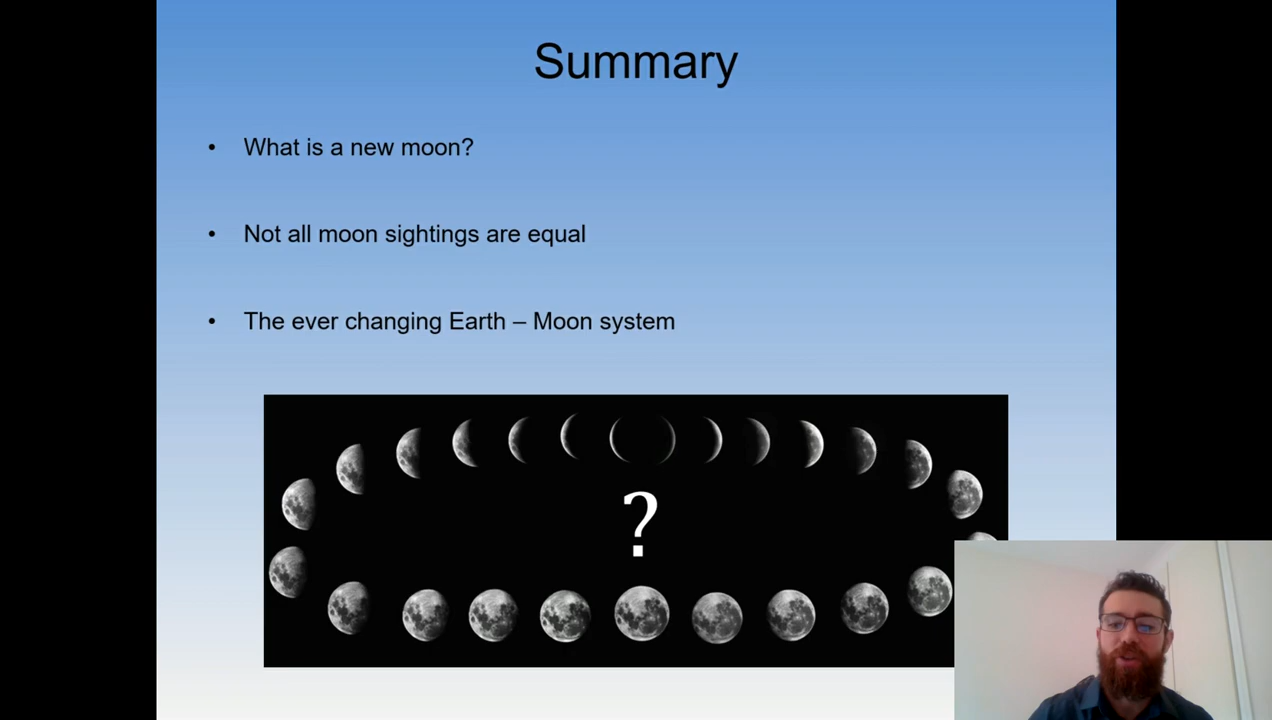 Summary
• What is a new moon?
• Not all moon sightings are equal
• The ever changing Earth – Moon system
?